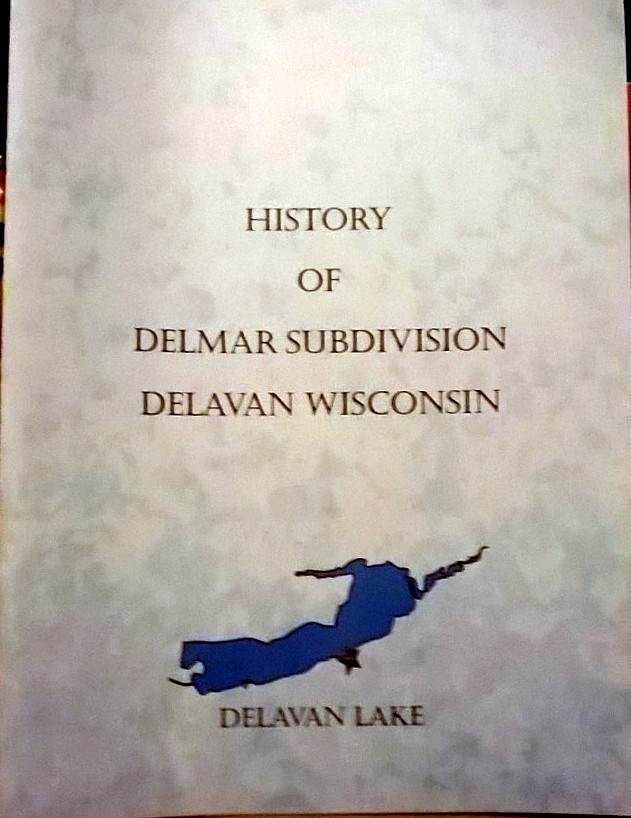 HISTORY
OF
DELMAR SUBDIVISION
DELAVAN WISCONSIN
DELAVAN LAKE